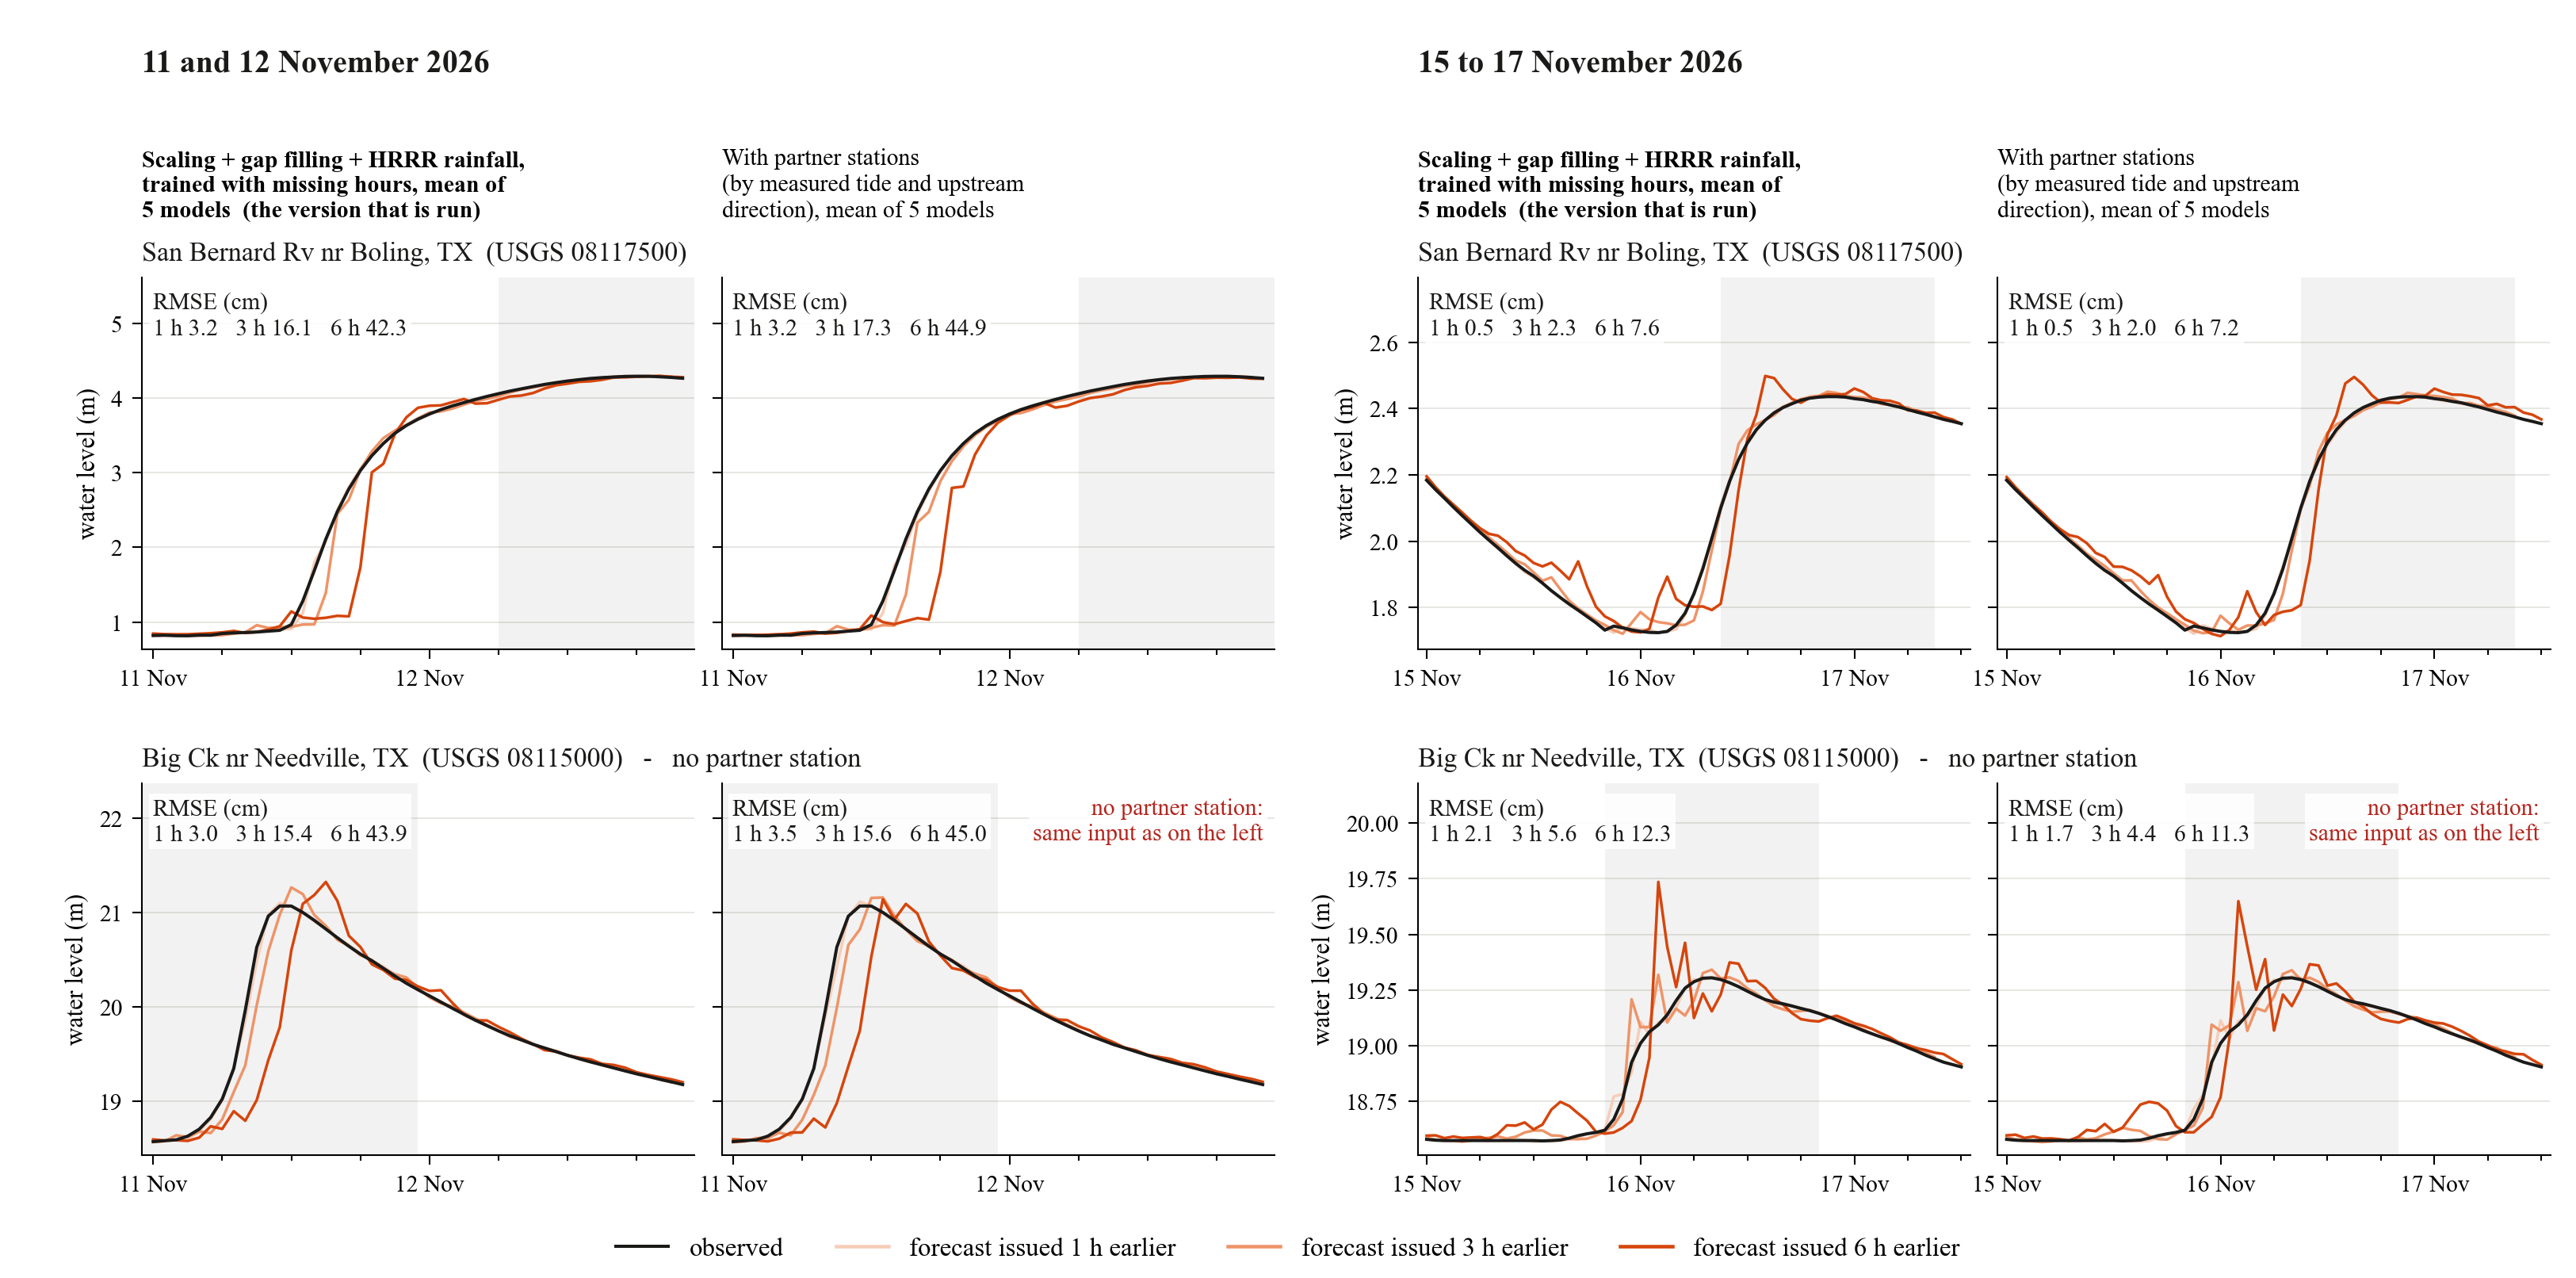 11 and 12 November 2026
15 to 17 November 2026
Scaling + gap filling + HRRR rainfall,
trained with missing hours, mean of
5 models  (the version that is run)
With partner stations
(by measured tide and upstream
direction), mean of 5 models
Scaling + gap filling + HRRR rainfall,
trained with missing hours, mean of
5 models  (the version that is run)
With partner stations
(by measured tide and upstream
direction), mean of 5 models
San Bernard Rv nr Boling, TX  (USGS 08117500)
San Bernard Rv nr Boling, TX  (USGS 08117500)
RMSE (cm)
1 h 3.2   3 h 16.1   6 h 42.3
RMSE (cm)
1 h 3.2   3 h 17.3   6 h 44.9
RMSE (cm)
1 h 0.5   3 h 2.3   6 h 7.6
RMSE (cm)
1 h 0.5   3 h 2.0   6 h 7.2
water level (m)
5
4
3
2
1
water level (m)
2.6
2.4
2.2
2.0
1.8
11 Nov
12 Nov
11 Nov
12 Nov
15 Nov
16 Nov
17 Nov
15 Nov
16 Nov
17 Nov
Big Ck nr Needville, TX  (USGS 08115000)   -   no partner station
Big Ck nr Needville, TX  (USGS 08115000)   -   no partner station
RMSE (cm)
1 h 3.0   3 h 15.4   6 h 43.9
RMSE (cm)
1 h 3.5   3 h 15.6   6 h 45.0
no partner station:
same input as on the left
RMSE (cm)
1 h 2.1   3 h 5.6   6 h 12.3
RMSE (cm)
1 h 1.7   3 h 4.4   6 h 11.3
no partner station:
same input as on the left
water level (m)
22
21
20
19
water level (m)
20.00
19.75
19.50
19.25
19.00
18.75
11 Nov
12 Nov
11 Nov
12 Nov
15 Nov
16 Nov
17 Nov
15 Nov
16 Nov
17 Nov
observed
forecast issued 1 h earlier
forecast issued 3 h earlier
forecast issued 6 h earlier